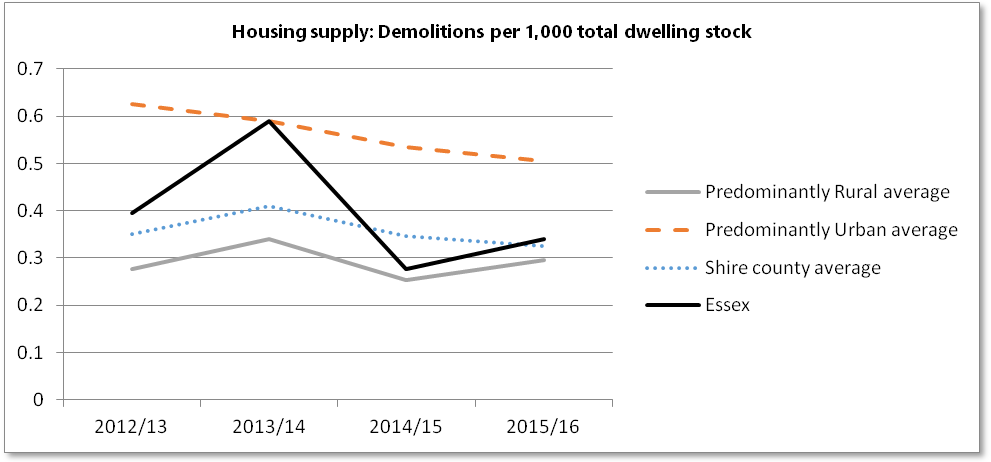 Housing supply: Demolitions per 1,000 total dwelling stock
0.7
0.6
0.5
0.4
0.3
0.2
0.1
0
2012/13 2013/14 2014/15 2015/16
Predominantly Rural average
Predominantly Urban average
Shire county average
Essex